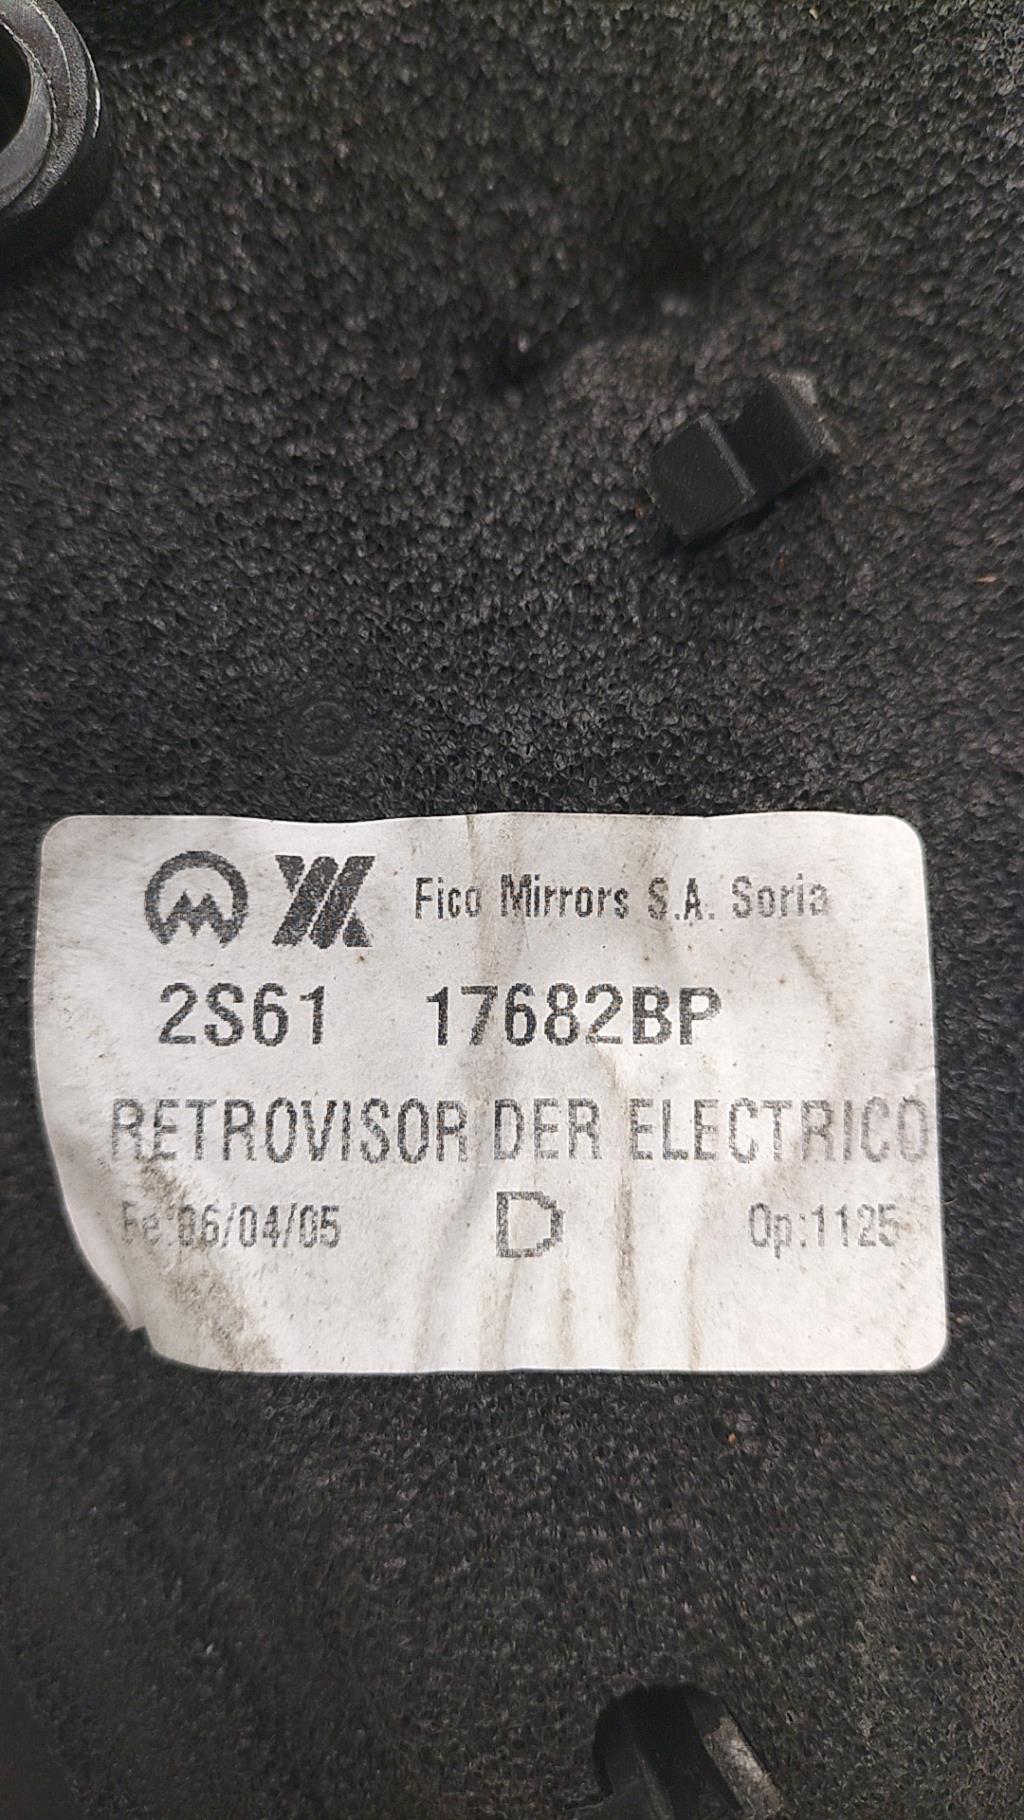 Fico Mirrors S.A. Soria
2S61 17682BP
RETROVISOR DER ELECTRICO
Fe:06/04/05 D Op:1125